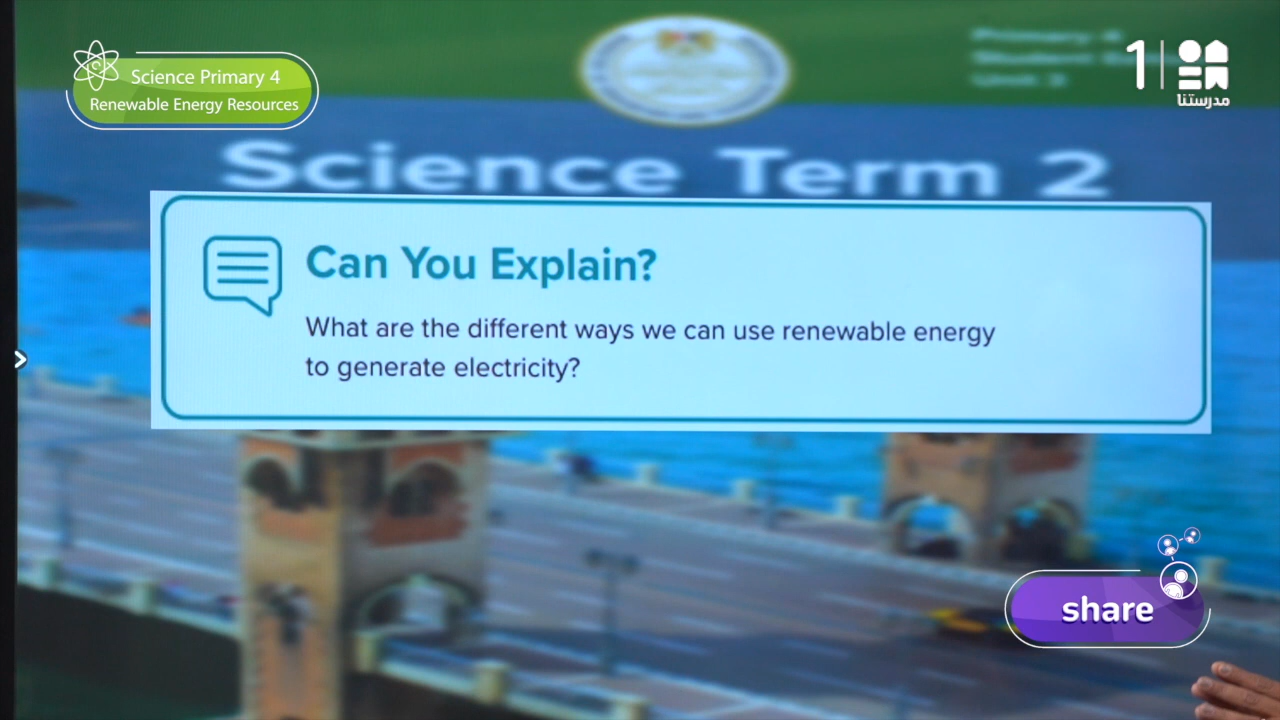 Science Primary 4
Renewable Energy Resources
1
مدرستنا
Science Term 2
Can You Explain?
What are the different ways we can use renewable energy
to generate electricity?
share